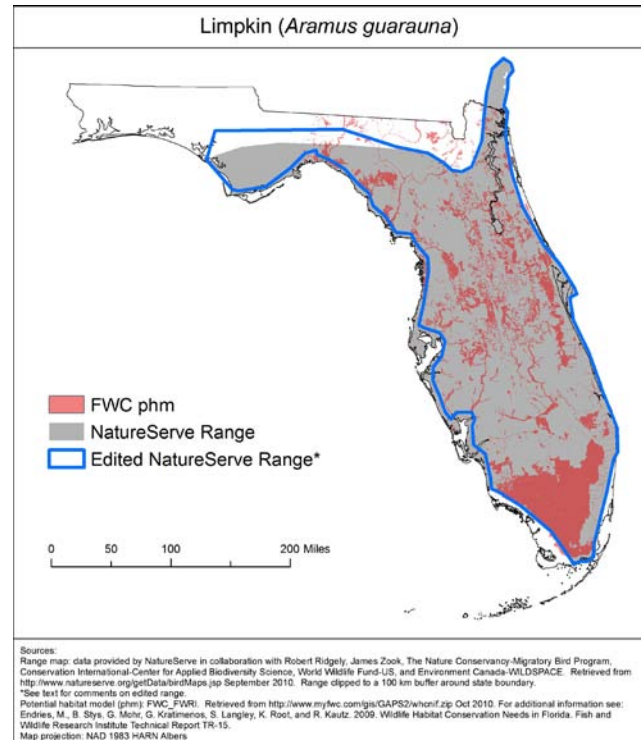 Limpkin (Aramus guarauna)
FWC phm
NatureServe Range
Edited NatureServe Range*
0 50 100 200 Miles
Sources:
Range map: data provided by NatureServe in collaboration with Robert Ridgely, James Zook, The Nature Conservancy-Migratory Bird Program,
Conservation International-Center for Applied Biodiversity Science, World Wildlife Fund-US, and Environment Canada-WILDSPACE. Retrieved from
http://www.natureserve.org/getData/birdMaps.jsp September 2010. Range clipped to a 100 km buffer around state boundary.
*See text for comments on edited range.
Potential habitat model (phm): FWC_FWRI. Retrieved from http://www.myfwc.com/gis/GAPS2/whcnif.zip Oct 2010. For additional information see:
Endries, M., B. Stys, G. Mohr, G. Kratimenos, S. Langley, K. Root, and R. Kautz. 2009. Wildlife Habitat Conservation Needs in Florida. Fish and
Wildlife Research Institute Technical Report TR-15.
Map projection: NAD 1983 HARN Albers